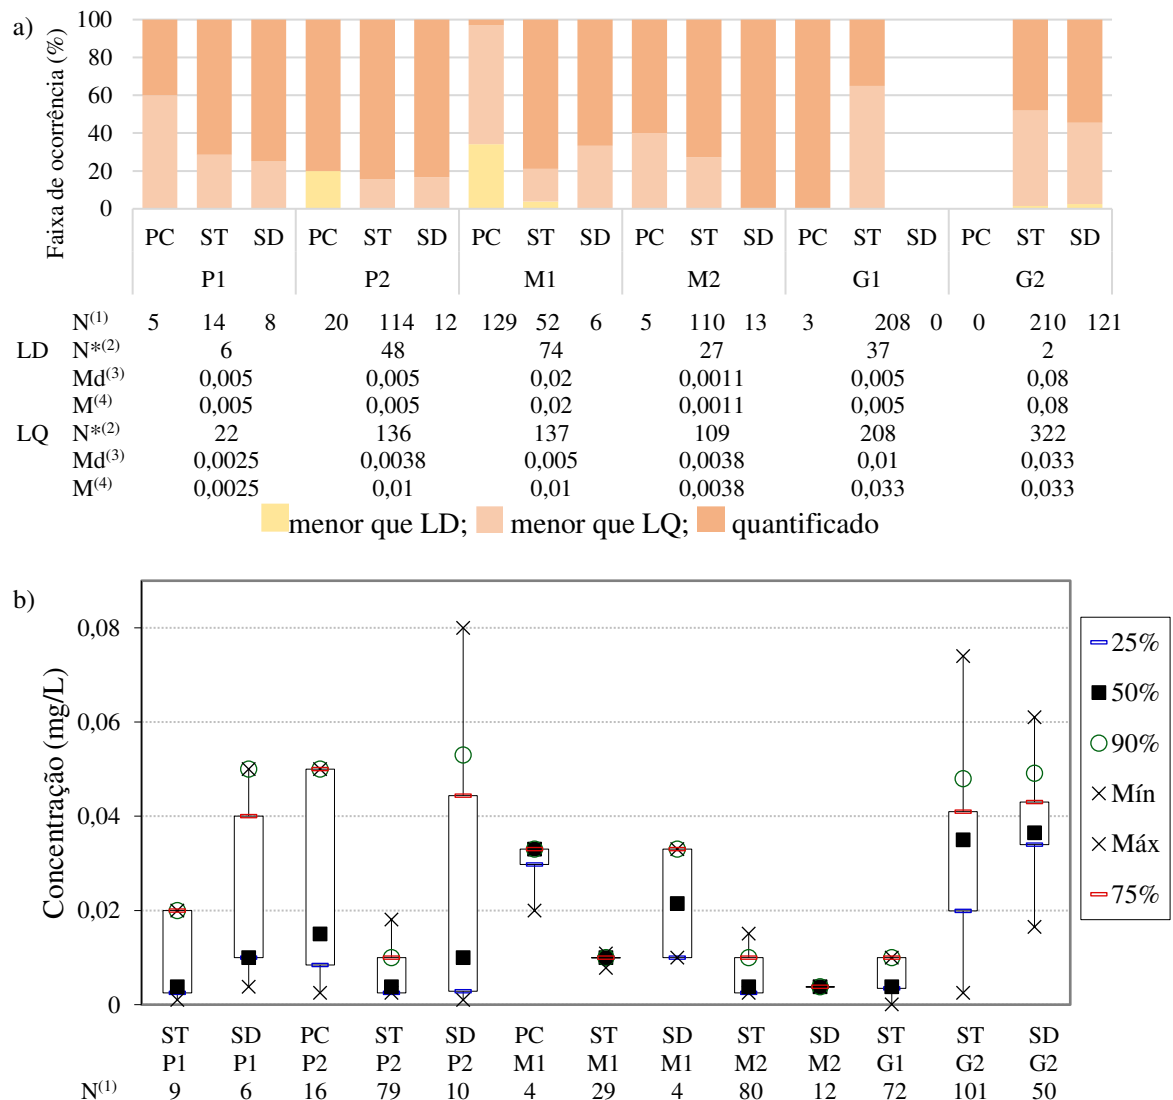 a)
Faixa de ocorrência (%)
100
80
60
40
20
0
PC ST SD PC ST SD PC ST SD PC ST SD PC ST SD PC ST SD
P1 P2 M1 M2 G1 G2
N(1) 5 14 8 20 114 12 129 52 6 5 110 13 3 208 0 0 210 121
LD N*(2) 6 48 74 27 37 2
Md(3) 0,005 0,005 0,02 0,0011 0,005 0,08
M(4) 0,005 0,005 0,02 0,0011 0,005 0,08
LQ N*(2) 22 136 137 109 208 322
Md(3) 0,0025 0,0038 0,005 0,0038 0,01 0,033
M(4) 0,0025 0,01 0,01 0,0038 0,033 0,033
menor que LD; menor que LQ; quantificado
b)
Concentração (mg/L)
0,08
0,06
0,04
0,02
0
25%
50%
90%
Mín
Máx
75%
ST SD PC ST SD PC ST SD ST SD ST ST SD
P1 P1 P2 P2 P2 M1 M1 M1 M2 M2 G1 G2 G2
N(1) 9 6 16 79 10 4 29 4 80 12 72 101 50